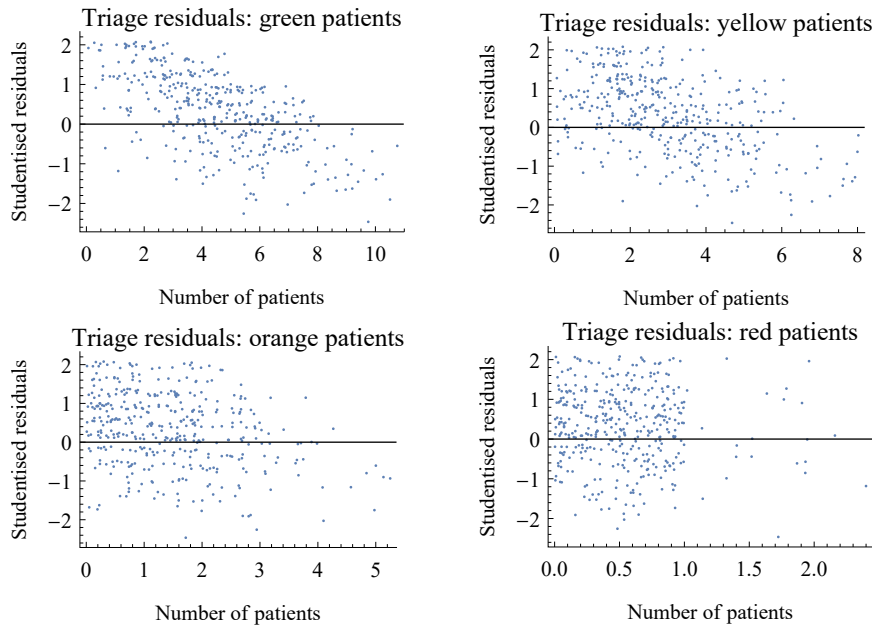 Triage residuals: green patients
Studentised residuals
2
1
0
−1
−2
0 2 4 6 8 10
Number of patients
Triage residuals: yellow patients
Studentised residuals
2
1
0
−1
−2
0 2 4 6 8
Number of patients
Triage residuals: orange patients
Studentised residuals
2
1
0
−1
−2
0 1 2 3 4 5
Number of patients
Triage residuals: red patients
Studentised residuals
2
1
0
−1
−2
0.0 0.5 1.0 1.5 2.0
Number of patients